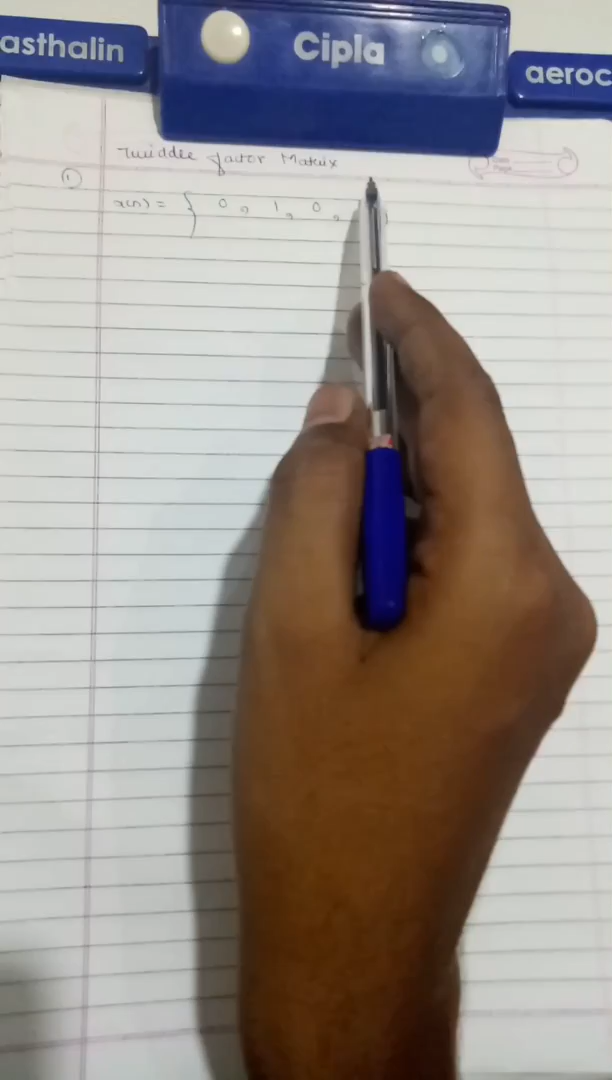 asthalin
Cipla
aeroc
Twiddle factor Matrix
①
x(n) = { 0, 1, 0,